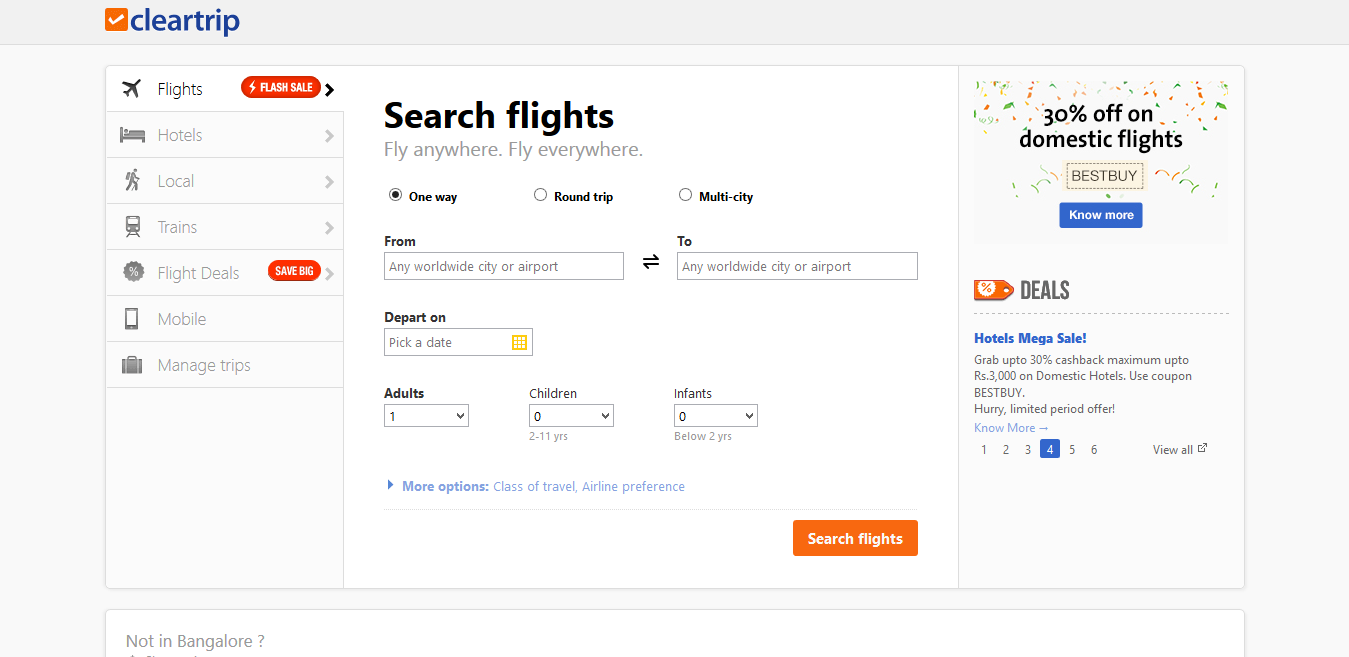 cleartrip
Flights
FLASH SALE
Hotels
Local
Trains
Flight Deals
SAVE BIG
Mobile
Manage trips
Search flights
Fly anywhere. Fly everywhere.
One way
Round trip
Multi-city
From
To
Any worldwide city or airport
Any worldwide city or airport
Depart on
Pick a date
Adults
Children
Infants
1
0
0
2-11 yrs
Below 2 yrs
More options: Class of travel, Airline preference
Search flights
30% off on
domestic flights
BESTBUY
Know more
% DEALS
Hotels Mega Sale!
Grab upto 30% cashback maximum upto
Rs.3,000 on Domestic Hotels. Use coupon
BESTBUY.
Hurry, limited period offer!
Know More →
1 2 3 4 5 6 View all
Not in Bangalore ?